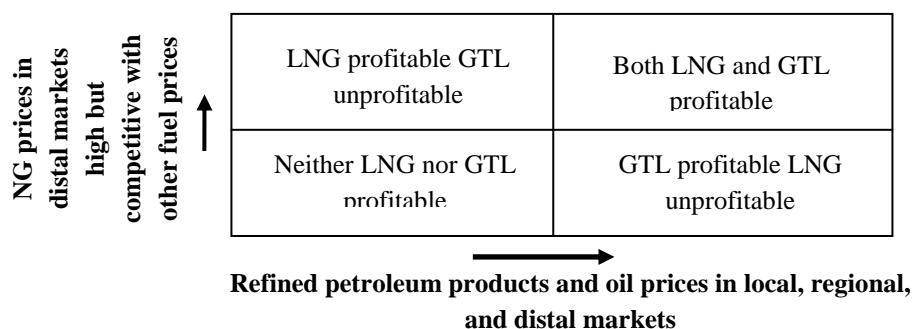 NG prices in
distal markets
high but
competitive with
other fuel prices
LNG profitable GTL
unprofitable
Both LNG and GTL
profitable
Neither LNG nor GTL
profitable
GTL profitable LNG
unprofitable
Refined petroleum products and oil prices in local, regional,
and distal markets